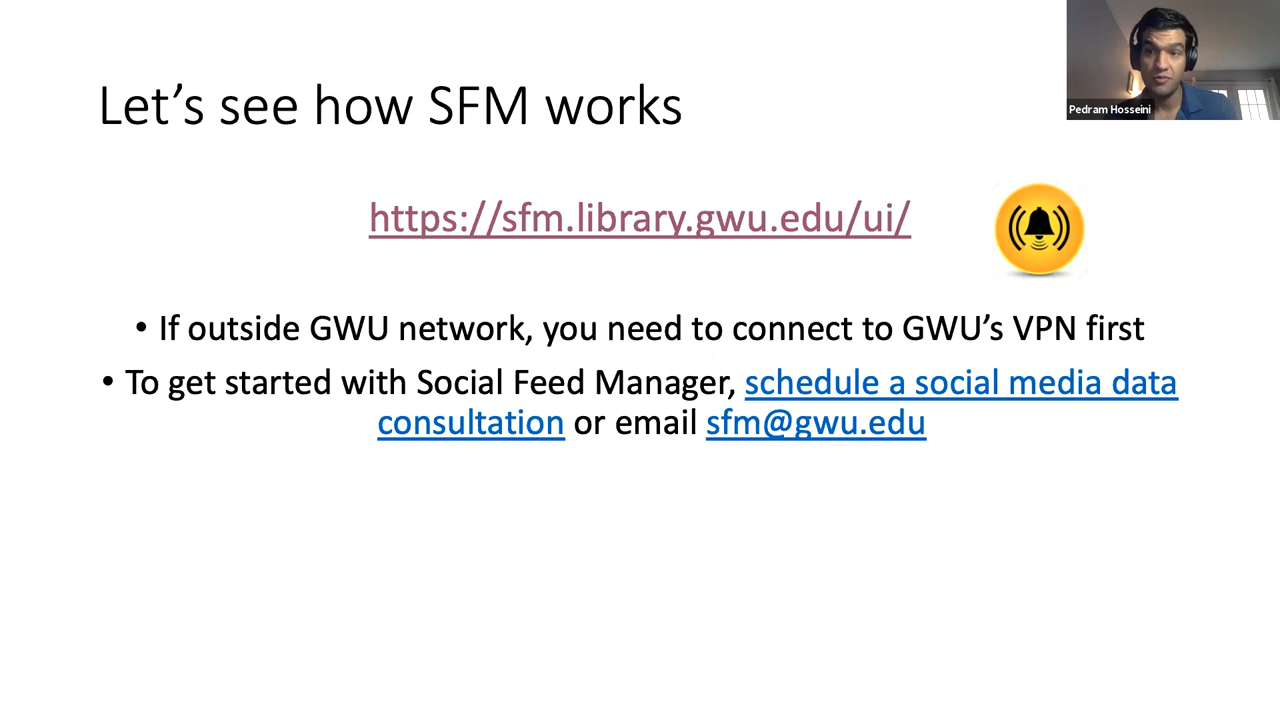 Let’s see how SFM works
Pedram Hosseini
https://sfm.library.gwu.edu/ui/
• If outside GWU network, you need to connect to GWU’s VPN first
• To get started with Social Feed Manager, schedule a social media data
consultation or email sfm@gwu.edu